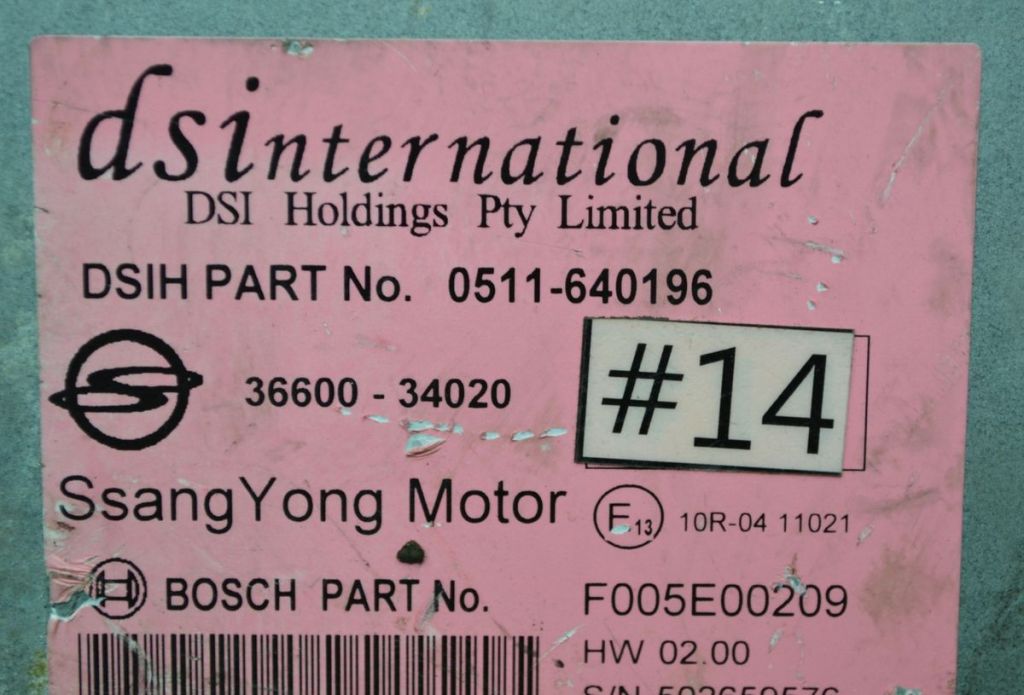 dsinternational
DSI Holdings Pty Limited
DSIH PART No. 0511-640196
#14
36600 - 34020
SsangYong Motor
E13 10R-04 11021
BOSCH PART No. F005E00209
HW 02.00
S/N